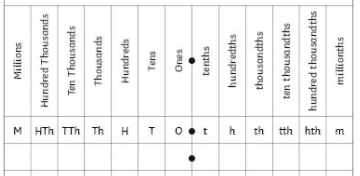 Millions Hundred Thousands Ten Thousands Thousands Hundreds Tens Ones • tenths hundredths thousandths ten thousandths hundred thousandths millionths
M HTh TTh Th H T O • t h th tth hth m
•